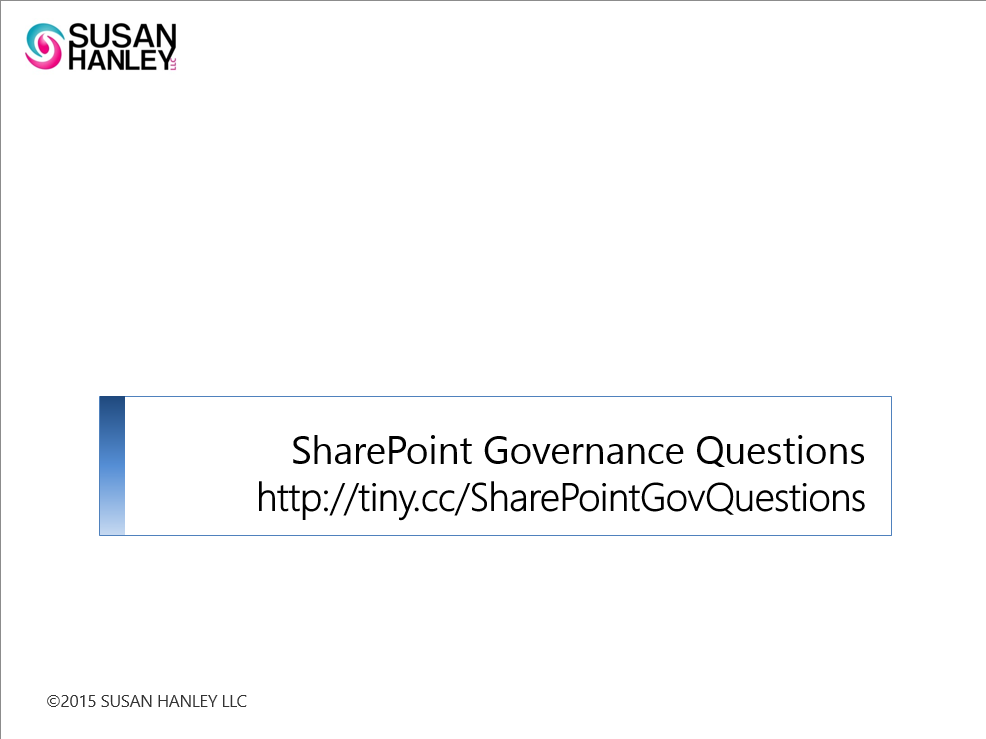 SUSAN
HANLEY LLC
SharePoint Governance Questions
http://tiny.cc/SharePointGovQuestions
©2015 SUSAN HANLEY LLC